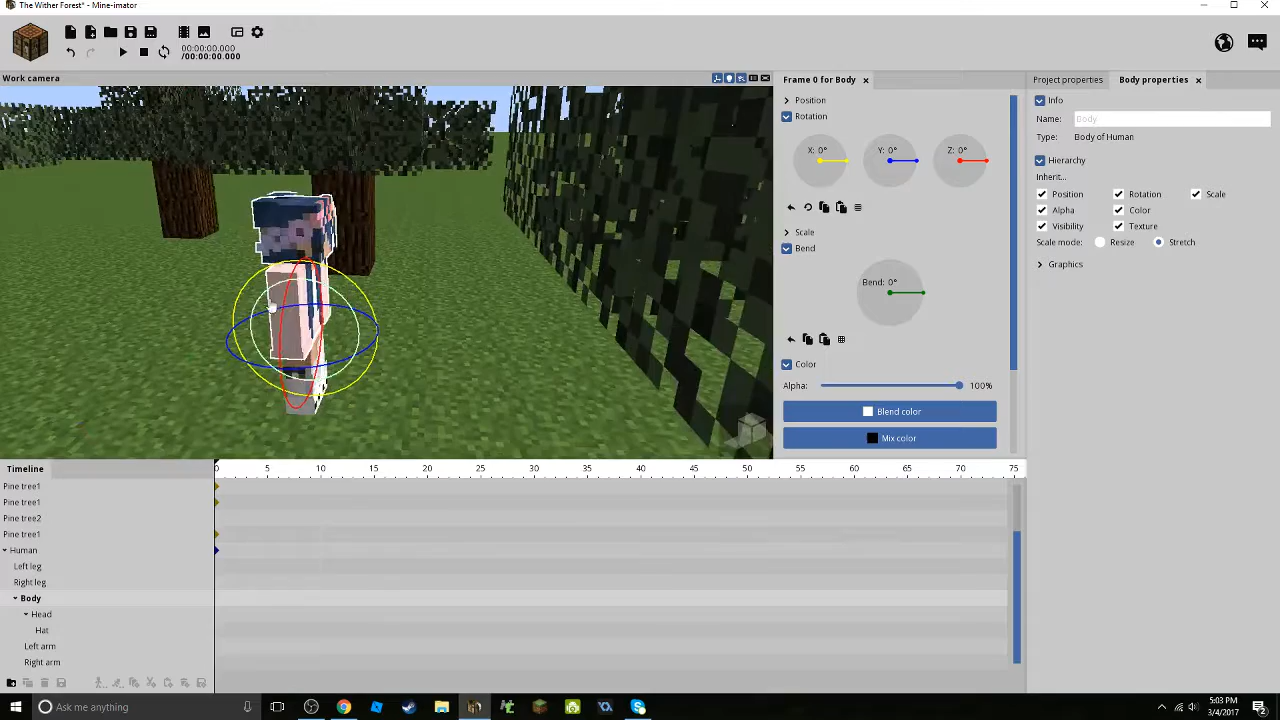 The Wither Forest* - Mine-imator
00:00:00.000
/00:00:00.000
Work camera
Frame 0 for Body
Position
Rotation
X: 0° Y: 0° Z: 0°
Scale
Bend
Bend: 0°
Color
Alpha: 100%
Blend color
Mix color
Project properties Body properties
Info
Name: Body
Type: Body of Human
Hierarchy
Inherit...
Position Rotation Scale
Alpha Color
Visibility Texture
Scale mode: Resize Stretch
Graphics
Timeline
0 5 10 15 20 25 30 35 40 45 50 55 60 65 70 75
Pine tree1
Pine tree1
Pine tree2
Pine tree1
Human
Left leg
Right leg
Body
Head
Hat
Left arm
Right arm
Ask me anything
5:03 PM
3/4/2017
2